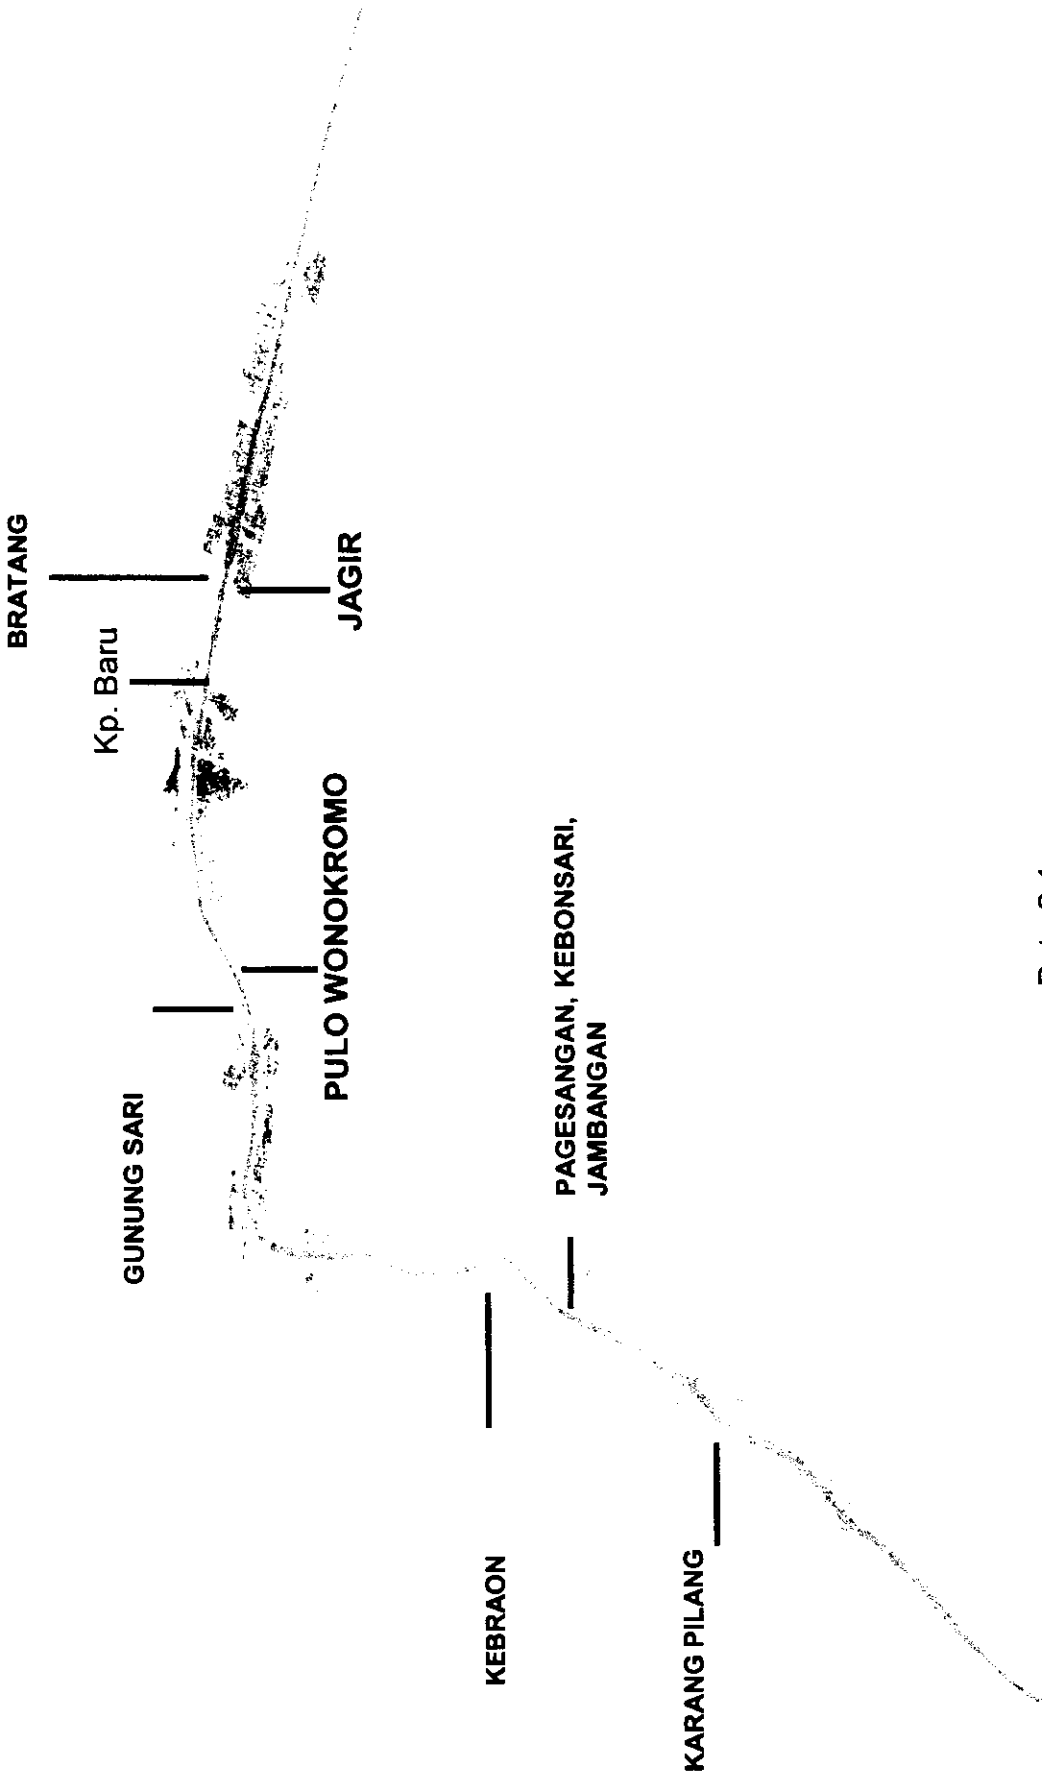 BRATANG
Kp. Baru
JAGIR
PULO WONOKROMO
GUNUNG SARI
PAGESANGAN, KEBONSARI,
JAMBANGAN
KEBRAON
KARANG PILANG